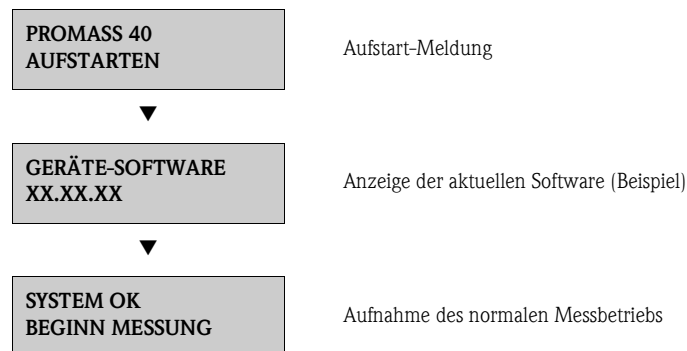 PROMASS 40
AUFSTARTEN
Aufstart-Meldung
▼
GERÄTE-SOFTWARE
XX.XX.XX
Anzeige der aktuellen Software (Beispiel)
▼
SYSTEM OK
BEGINN MESSUNG
Aufnahme des normalen Messbetriebs